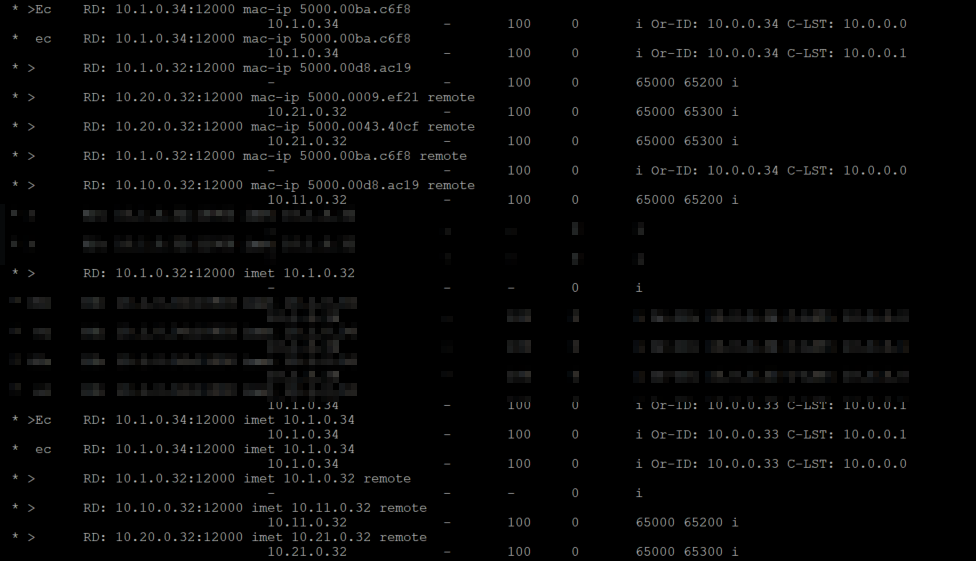 * >Ec RD: 10.1.0.34:12000 mac-ip 5000.00ba.c6f8
10.1.0.34 - 100 0 i Or-ID: 10.0.0.34 C-LST: 10.0.0.0
* ec RD: 10.1.0.34:12000 mac-ip 5000.00ba.c6f8
10.1.0.34 - 100 0 i Or-ID: 10.0.0.34 C-LST: 10.0.0.1
* > RD: 10.1.0.32:12000 mac-ip 5000.00d8.ac19
- - 100 0 65000 65200 i
* > RD: 10.20.0.32:12000 mac-ip 5000.0009.ef21 remote
10.21.0.32 - 100 0 65000 65300 i
* > RD: 10.20.0.32:12000 mac-ip 5000.0043.40cf remote
10.21.0.32 - 100 0 65000 65300 i
* > RD: 10.1.0.32:12000 mac-ip 5000.00ba.c6f8 remote
- - 100 0 i Or-ID: 10.0.0.34 C-LST: 10.0.0.0
* > RD: 10.10.0.32:12000 mac-ip 5000.00d8.ac19 remote
10.11.0.32 - 100 0 65000 65200 i
* > RD: 10.1.0.32:12000 imet 10.1.0.32
- - - 0 i
10.1.0.34 - 100 0 i Or-ID: 10.0.0.33 C-LST: 10.0.0.1
* >Ec RD: 10.1.0.34:12000 imet 10.1.0.34
10.1.0.34 - 100 0 i Or-ID: 10.0.0.33 C-LST: 10.0.0.1
* ec RD: 10.1.0.34:12000 imet 10.1.0.34
10.1.0.34 - 100 0 i Or-ID: 10.0.0.33 C-LST: 10.0.0.0
* > RD: 10.1.0.32:12000 imet 10.1.0.32 remote
- - - 0 i
* > RD: 10.10.0.32:12000 imet 10.11.0.32 remote
10.11.0.32 - 100 0 65000 65200 i
* > RD: 10.20.0.32:12000 imet 10.21.0.32 remote
10.21.0.32 - 100 0 65000 65300 i